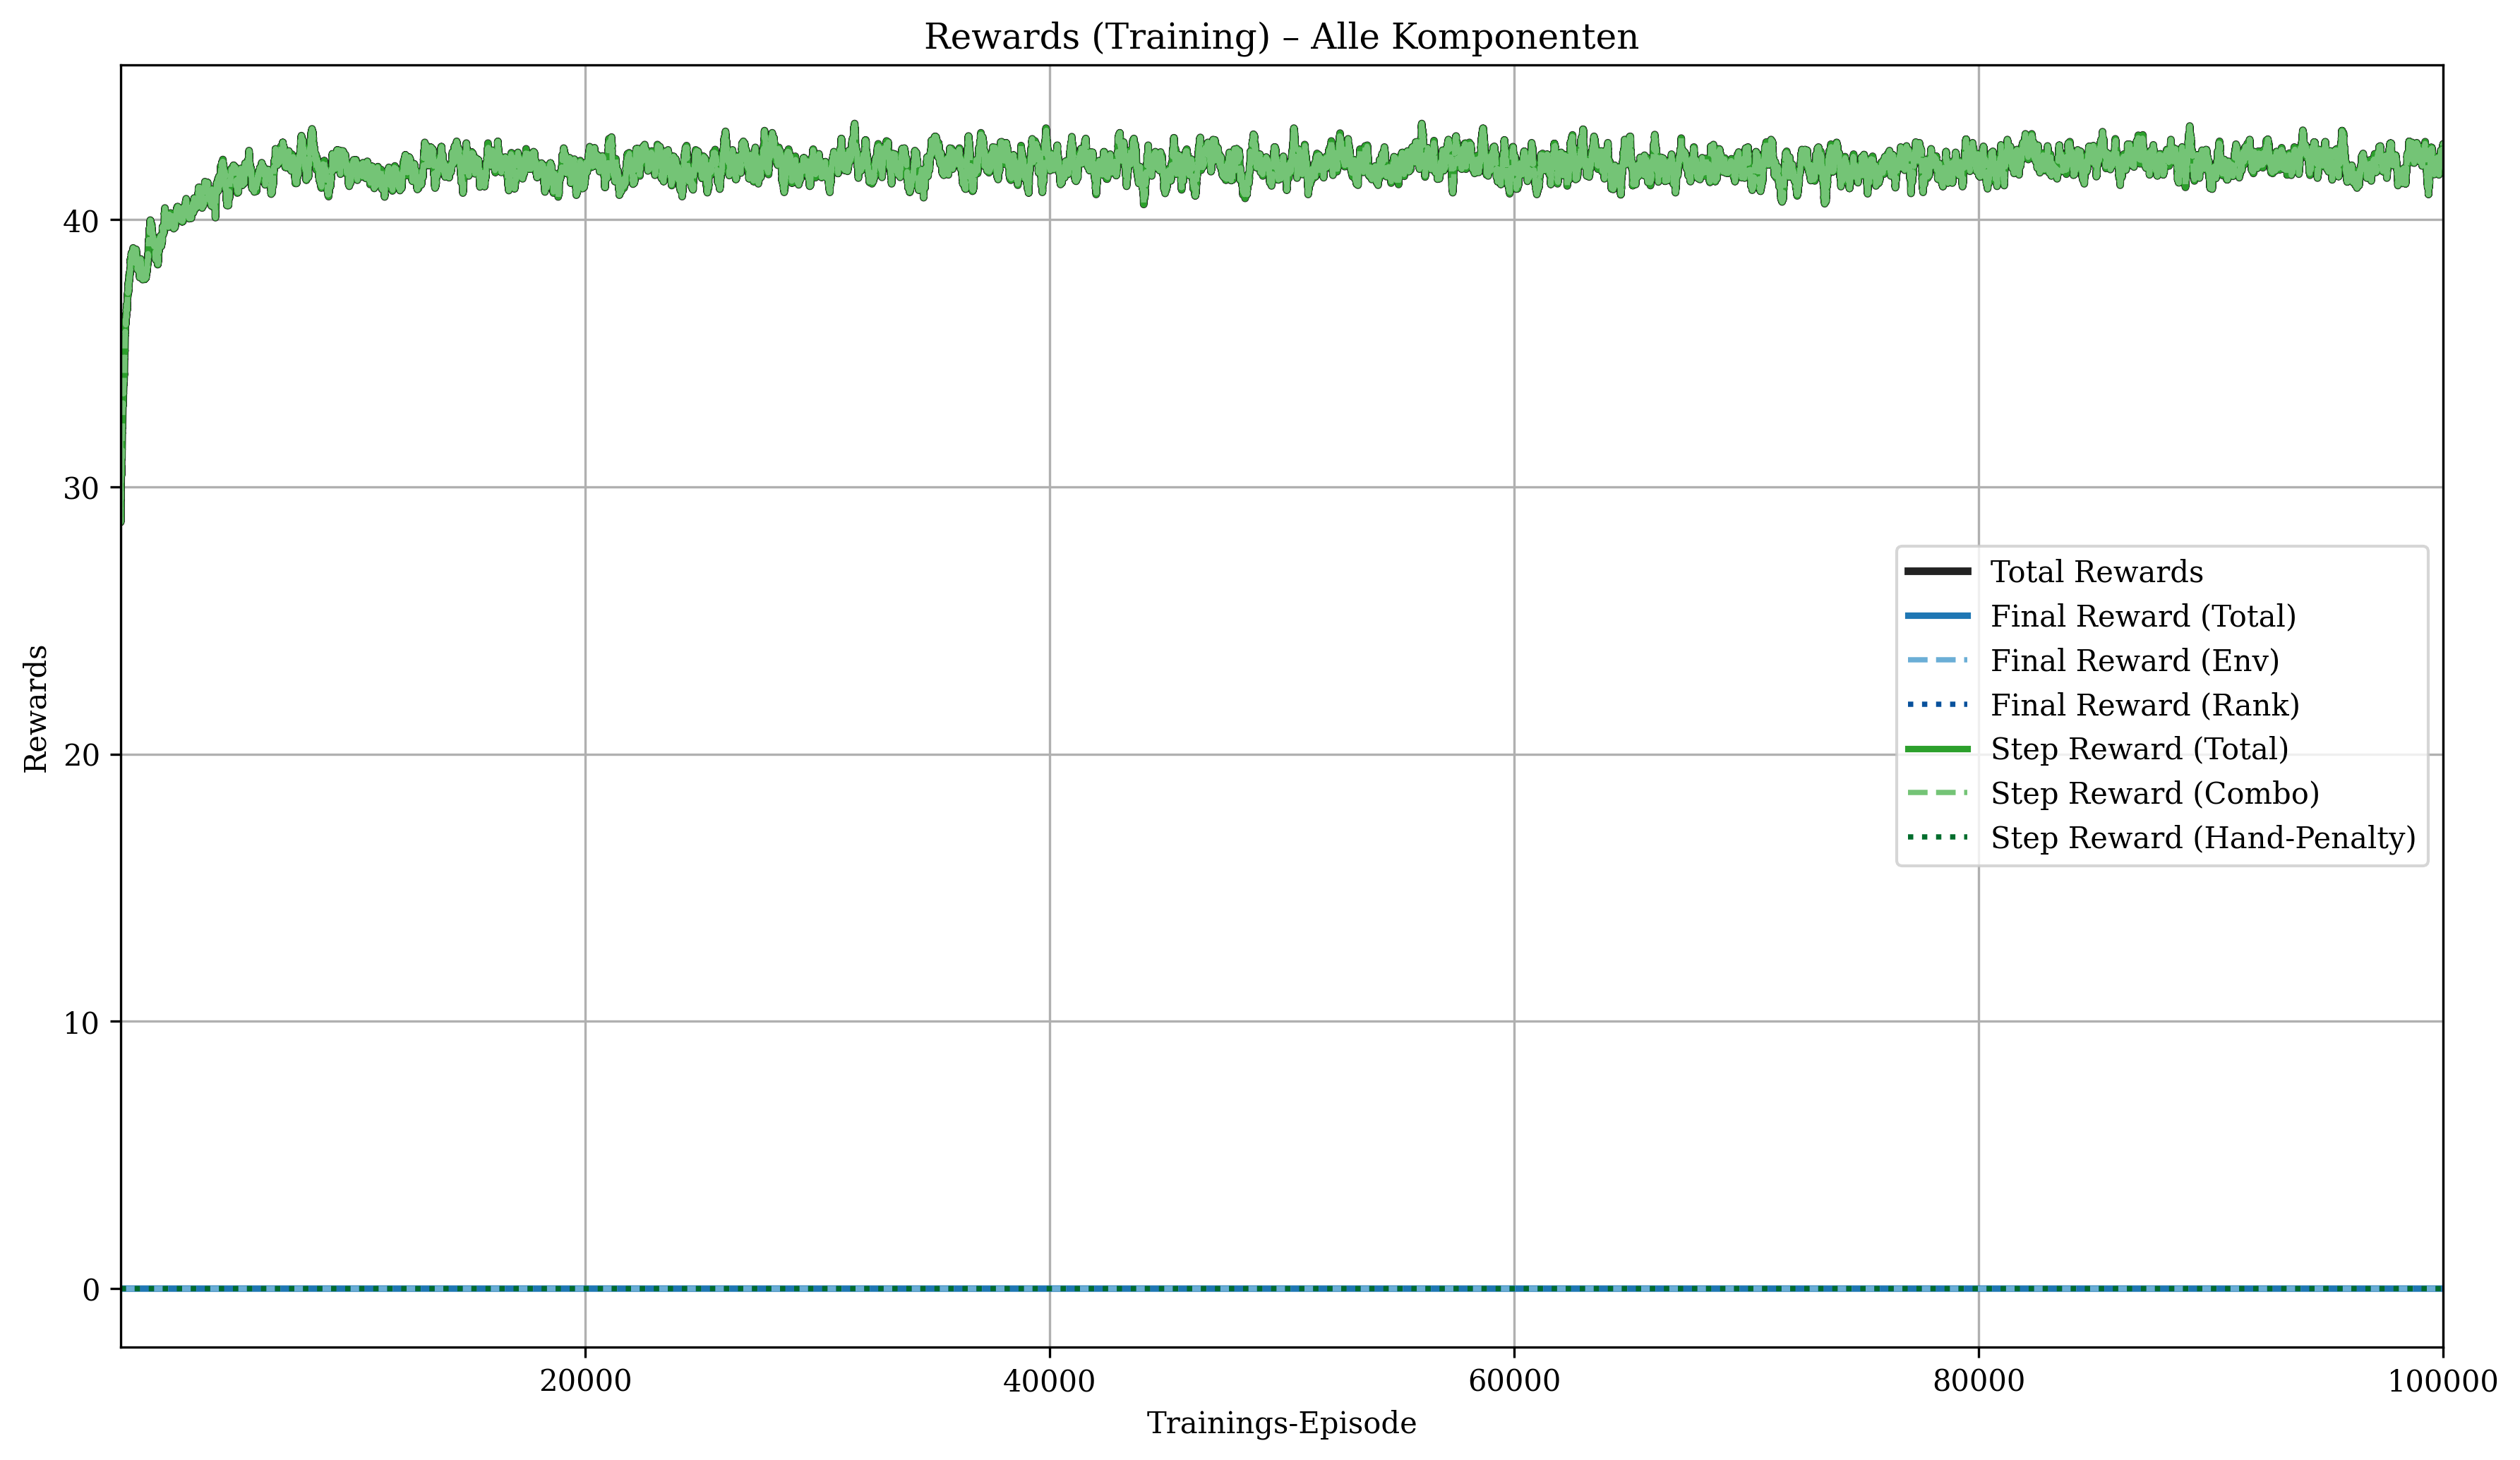 Rewards (Training) – Alle Komponenten
Rewards
40
30
20
10
0
Total Rewards
Final Reward (Total)
Final Reward (Env)
Final Reward (Rank)
Step Reward (Total)
Step Reward (Combo)
Step Reward (Hand-Penalty)
20000
40000
60000
80000
100000
Trainings-Episode